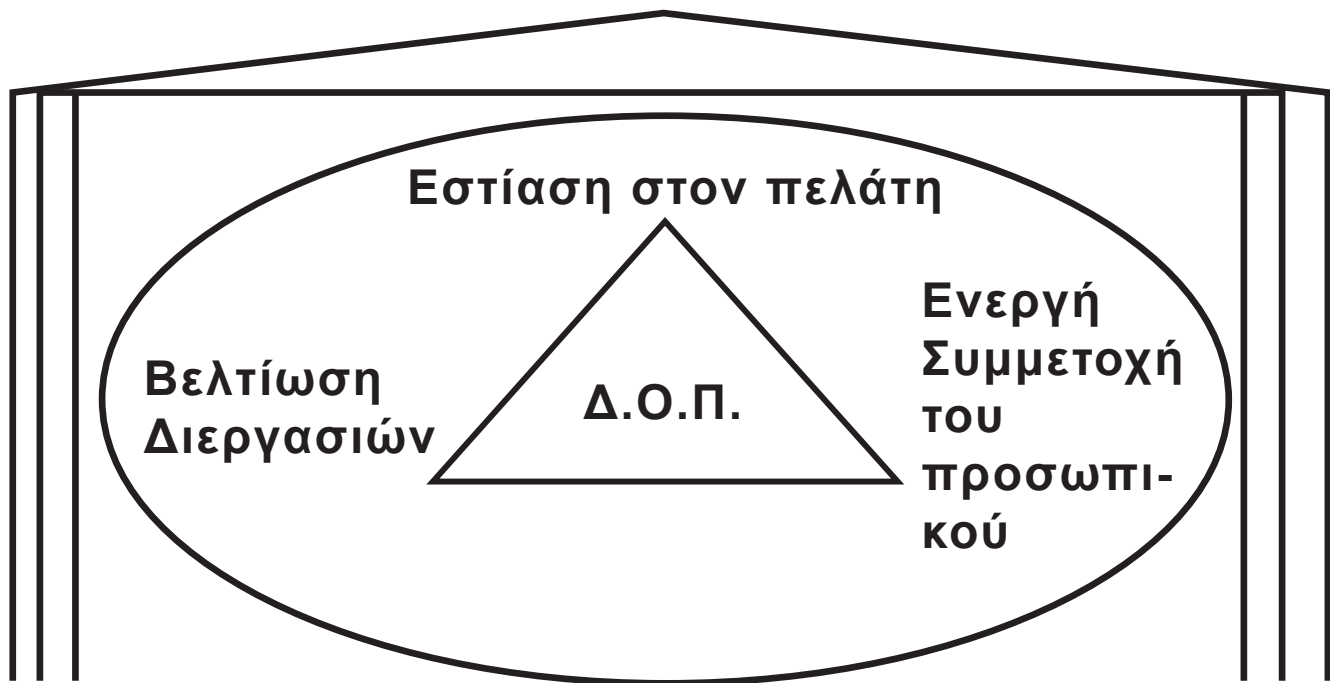 Εστίαση στον πελάτη
Βελτίωση
Διεργασιών
Δ.Ο.Π.
Ενεργή
Συμμετοχή
του
προσωπι-
κού